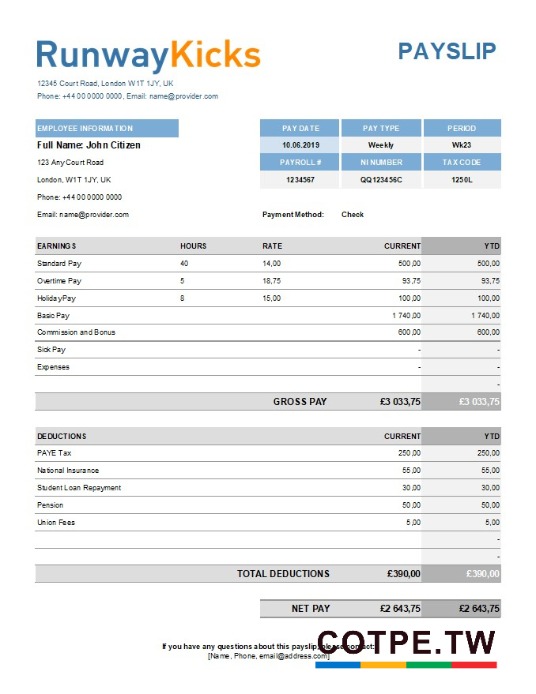 RunwayKicks
PAYSLIP
12345 Court Road, London W1T 1JY, UK
Phone: +44 00 0000 0000, Email: name@provider.com
EMPLOYEE INFORMATION PAY DATE PAY TYPE PERIOD
Full Name: John Citizen 10.06.2019 Weekly Wk23
123 Any Court Road PAYROLL # NI NUMBER TAX CODE
London, W1T 1JY, UK 1234567 QQ123456C 1250L
Phone: +44 00 0000 0000
Email: name@provider.com Payment Method: Check
EARNINGS HOURS RATE CURRENT YTD
Standard Pay 40 14,00 500,00 500,00
Overtime Pay 5 18,75 93,75 93,75
Holiday Pay 8 15,00 100,00 100,00
Basic Pay 1 740,00 1 740,00
Commission and Bonus 600,00 600,00
Sick Pay - -
Expenses - -
-
GROSS PAY £3 033,75 £3 033,75
DEDUCTIONS CURRENT YTD
PAYE Tax 250,00 250,00
National Insurance 55,00 55,00
Student Loan Repayment 30,00 30,00
Pension 50,00 50,00
Union Fees 5,00 5,00
-
-
TOTAL DEDUCTIONS £390,00 £390,00
NET PAY £2 643,75 £2 643,75
If you have any questions about this payslip, please contact:
[Name, Phone, email@address.com]
COTPE.TW